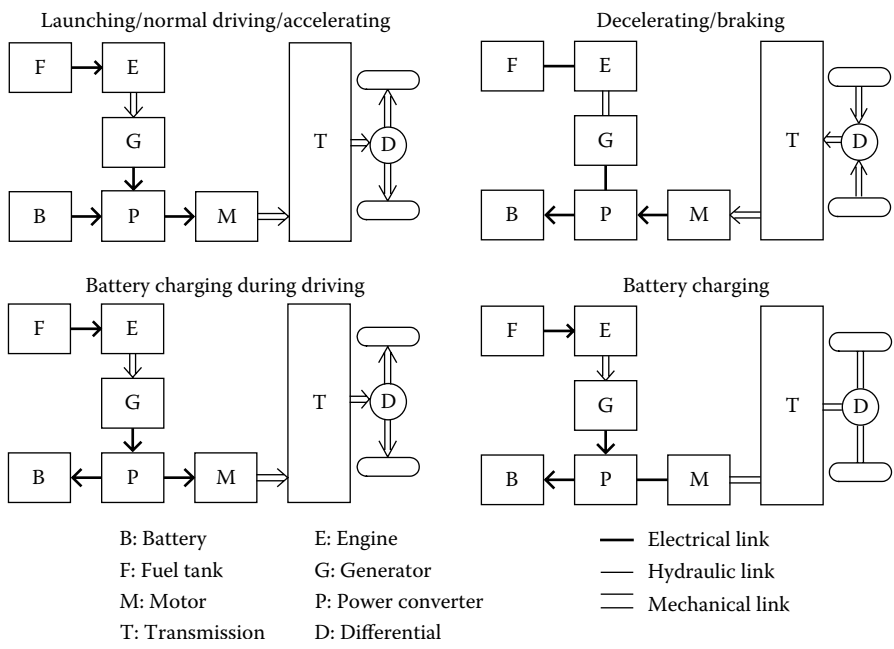 Launching/normal driving/accelerating
F E
G
T D
B P M
Decelerating/braking
F E
G
T D
B P M
Battery charging during driving
F E
G
T D
B P M
Battery charging
F E
G
T D
B P M
B: Battery
F: Fuel tank
M: Motor
T: Transmission
E: Engine
G: Generator
P: Power converter
D: Differential
Electrical link
Hydraulic link
Mechanical link